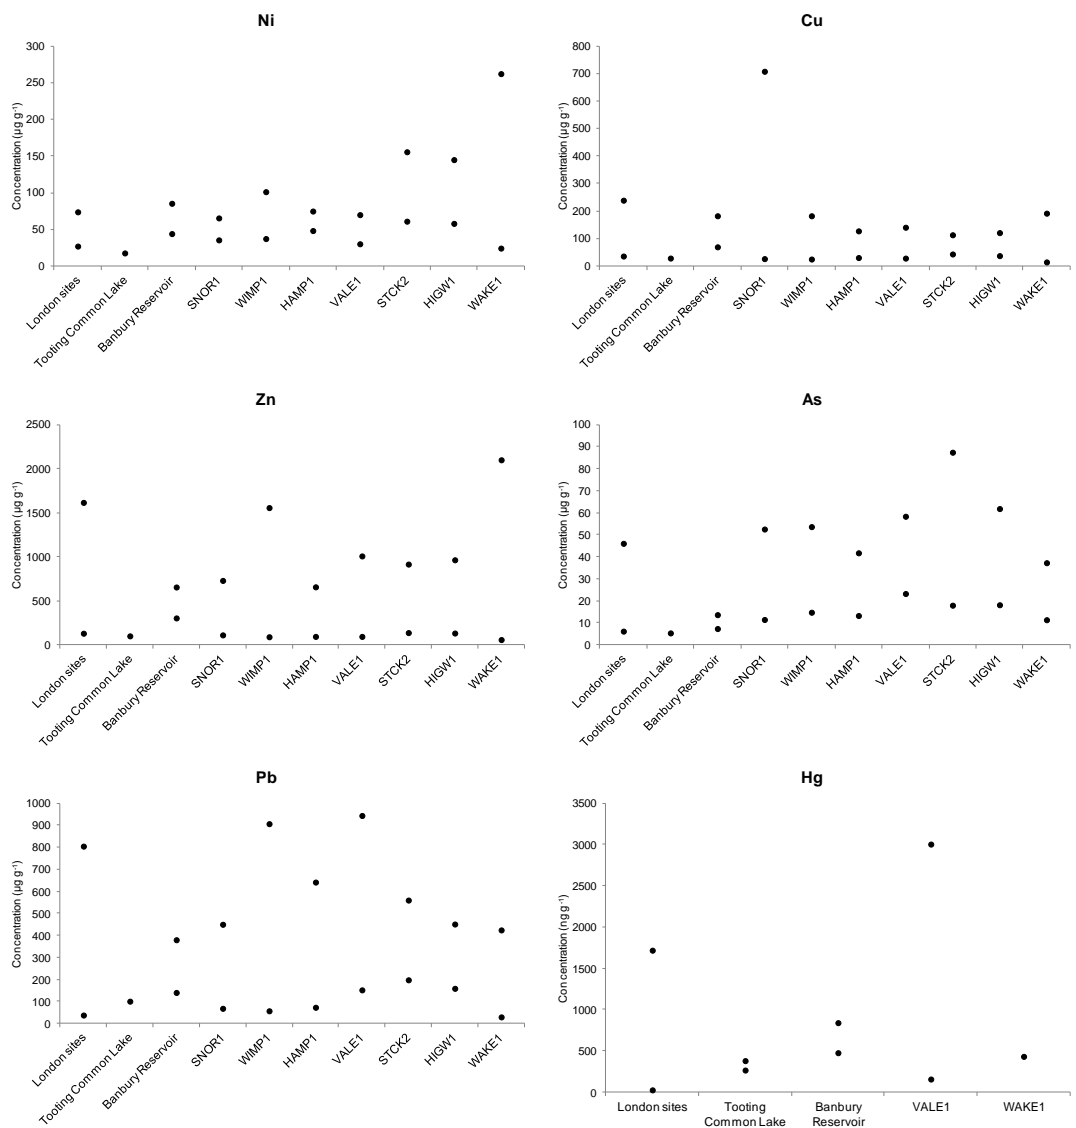 Ni
Concentration (µg g⁻¹)
300
250
200
150
100
50
0
London sites
Tooting Common Lake
Banbury Reservoir
SNOR1
WIMP1
HAMP1
VALE1
STCK2
HIGW1
WAKE1
Cu
Concentration (µg g⁻¹)
800
700
600
500
400
300
200
100
0
London sites
Tooting Common Lake
Banbury Reservoir
SNOR1
WIMP1
HAMP1
VALE1
STCK2
HIGW1
WAKE1
Zn
Concentration (µg g⁻¹)
2500
2000
1500
1000
500
0
London sites
Tooting Common Lake
Banbury Reservoir
SNOR1
WIMP1
HAMP1
VALE1
STCK2
HIGW1
WAKE1
As
Concentration (µg g⁻¹)
100
90
80
70
60
50
40
30
20
10
0
London sites
Tooting Common Lake
Banbury Reservoir
SNOR1
WIMP1
HAMP1
VALE1
STCK2
HIGW1
WAKE1
Pb
Concentration (µg g⁻¹)
1000
900
800
700
600
500
400
300
200
100
0
London sites
Tooting Common Lake
Banbury Reservoir
SNOR1
WIMP1
HAMP1
VALE1
STCK2
HIGW1
WAKE1
Hg
Concentration (ng g⁻¹)
3500
3000
2500
2000
1500
1000
500
0
London sites
Tooting
Common Lake
Banbury
Reservoir
VALE1
WAKE1